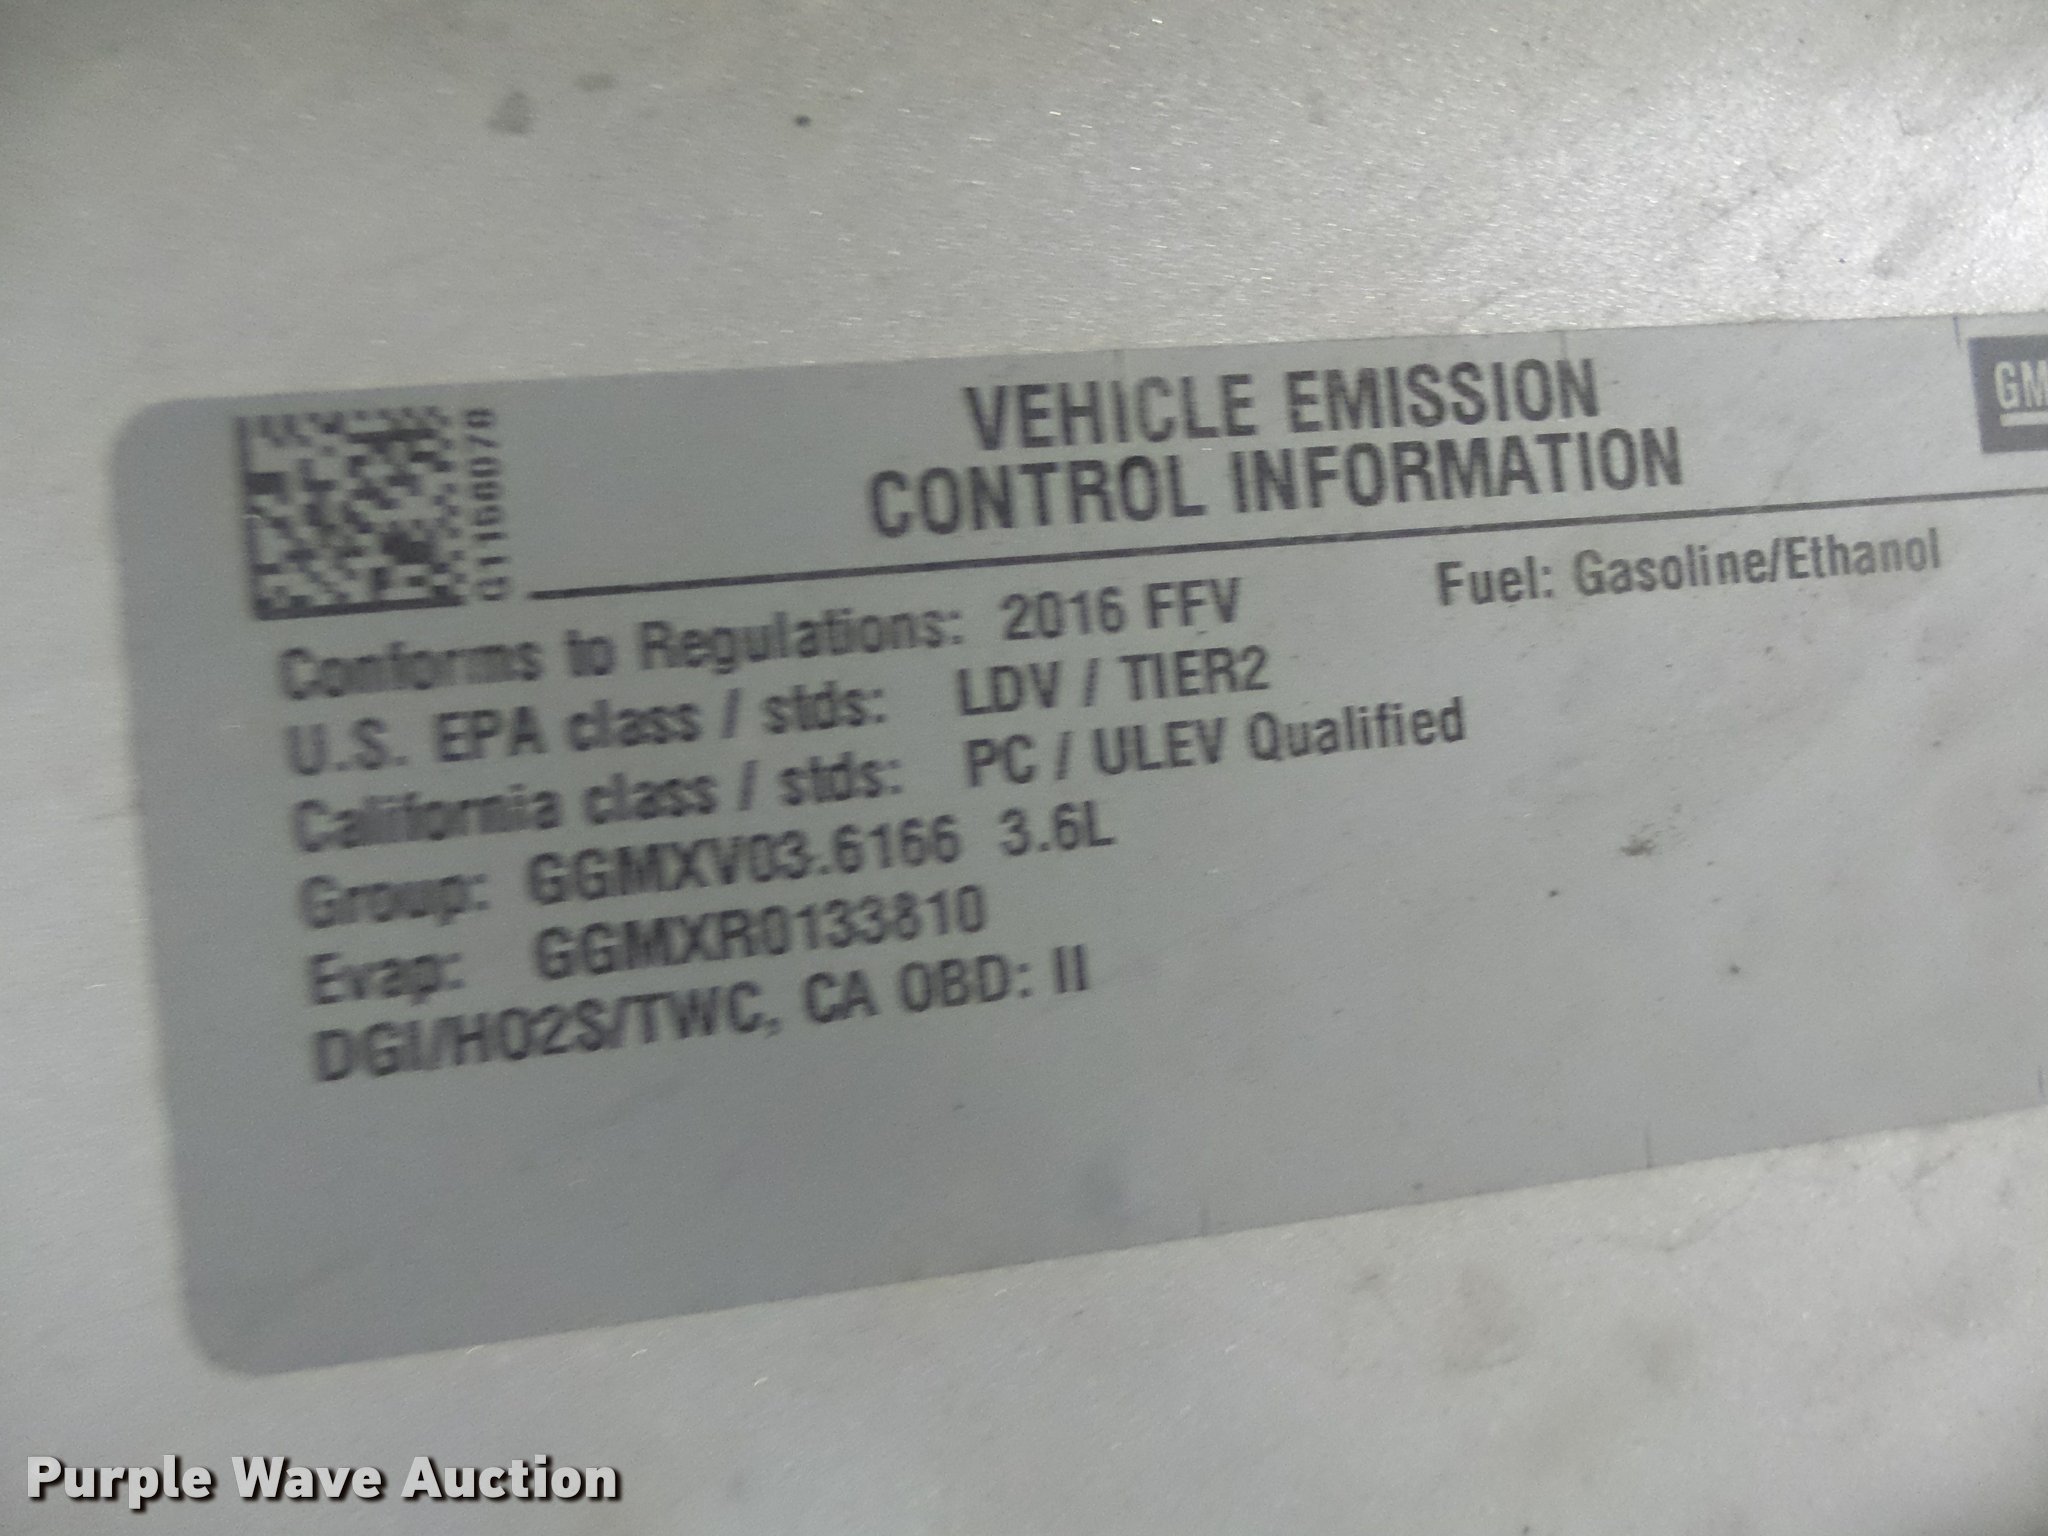 VEHICLE EMISSION
CONTROL INFORMATION
GM
Conforms to Regulations: 2016 FFV Fuel: Gasoline/Ethanol
U.S. EPA class / stds: LDV / TIER2
California class / stds: PC / ULEV Qualified
Group: GGMXV03.6166 3.6L
Evap: GGMXR0133810
DGI/HO2S/TWC, CA OBD: II
Purple Wave Auction